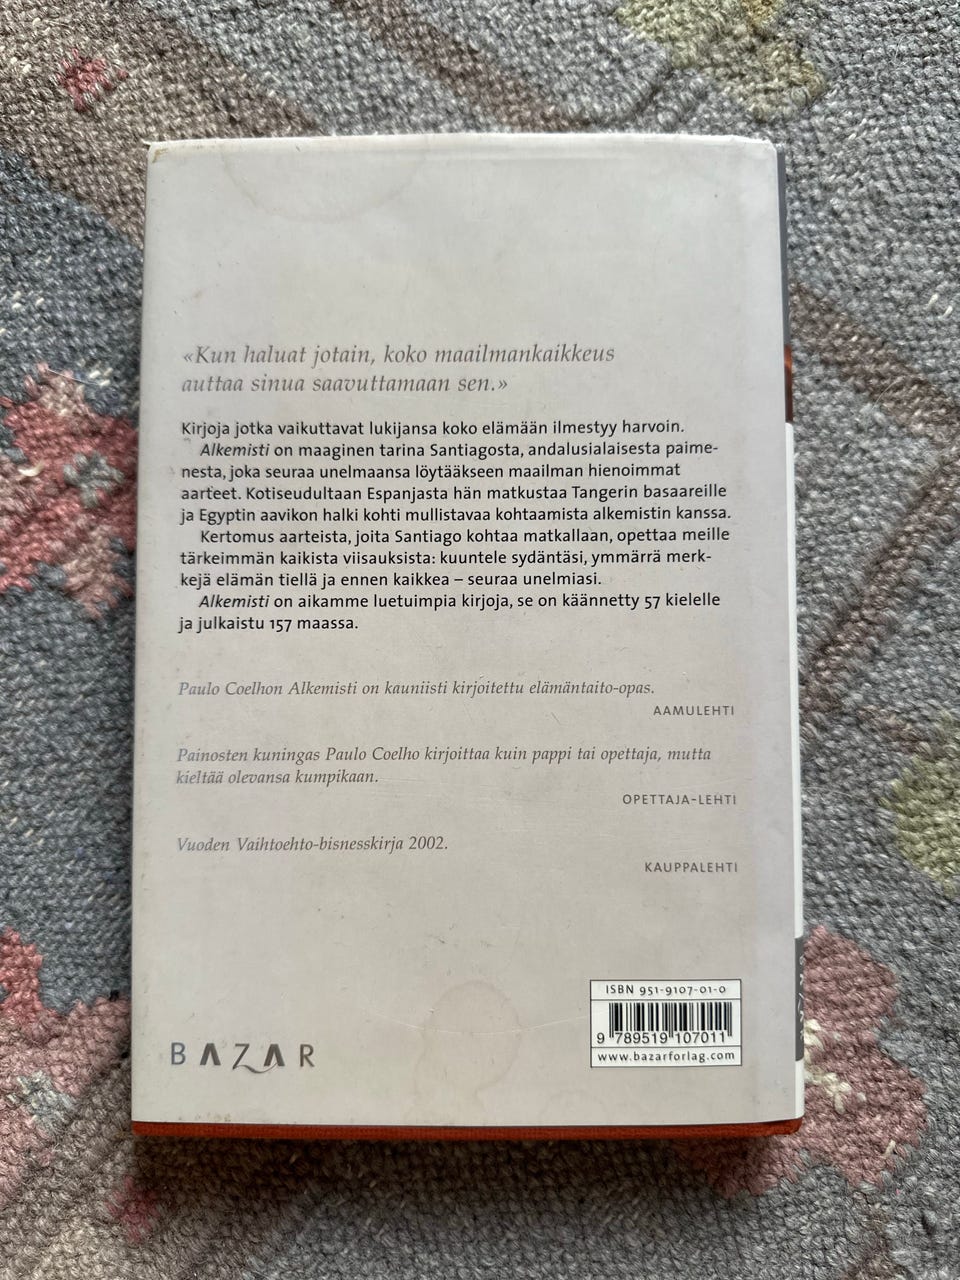 «Kun haluat jotain, koko maailmankaikkeus
auttaa sinua saavuttamaan sen.»
Kirjoja jotka vaikuttavat lukijansa koko elämään ilmestyy harvoin.
Alkemisti on maaginen tarina Santiagosta, andalusialaisesta paime-
nesta, joka seuraa unelmaansa löytääkseen maailman hienoimmat
aarteet. Kotiseudultaan Espanjasta hän matkustaa Tangerin basaareille
ja Egyptin aavikon halki kohti mullistavaa kohtaamista alkemistin kanssa.
Kertomus aarteista, joita Santiago kohtaa matkallaan, opettaa meille
tärkeimmän kaikista viisauksista: kuuntele sydäntäsi, ymmärrä merk-
kejä elämän tiellä ja ennen kaikkea – seuraa unelmiasi.
Alkemisti on aikamme luetuimpia kirjoja, se on käännetty 57 kielelle
ja julkaistu 157 maassa.
Paulo Coelhon Alkemisti on kauniisti kirjoitettu elämäntaito-opas.
AAMULEHTI
Painosten kuningas Paulo Coelho kirjoittaa kuin pappi tai opettaja, mutta
kieltää olevansa kumpikaan.
OPETTAJA-LEHTI
Vuoden Vaihtoehto-bisnesskirja 2002.
KAUPPALEHTI
ISBN 951-9107-01-0
9 789519 107011
www.bazarforlag.com
BAZAR